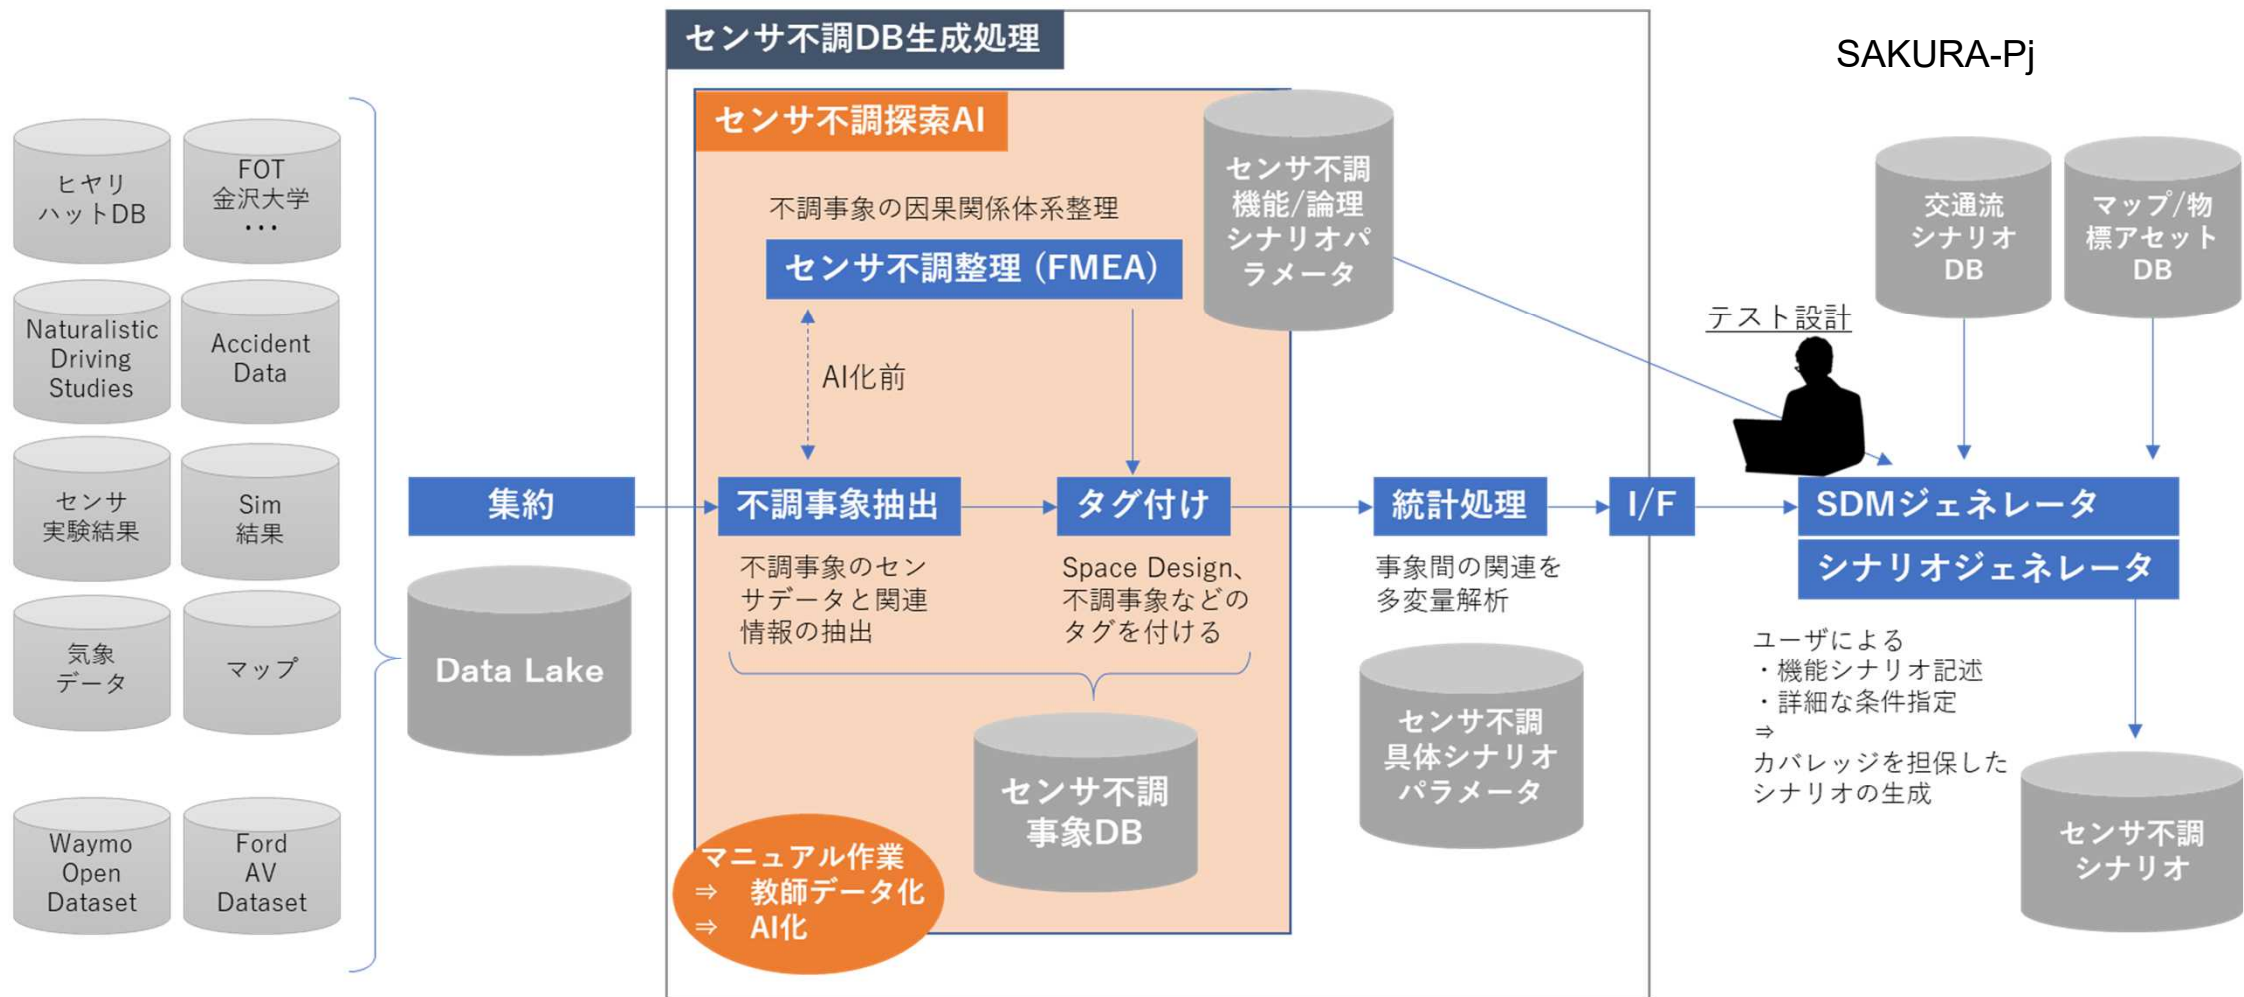 センサ不調DB生成処理
SAKURA-Pj
センサ不調探索AI
ヒヤリ
ハットDB
FOT
金沢大学
・・・
Naturalistic
Driving
Studies
Accident
Data
センサ
実験結果
Sim
結果
気象
データ
マップ
Waymo
Open
Dataset
Ford
AV
Dataset
集約
Data Lake
不調事象の因果関係体系整理
センサ不調整理 (FMEA)
AI化前
不調事象抽出
不調事象のセン
サデータと関連
情報の抽出
タグ付け
Space Design、
不調事象などの
タグを付ける
センサ不調
事象DB
マニュアル作業
⇒ 教師データ化
⇒ AI化
センサ不調
機能/論理
シナリオパ
ラメータ
統計処理
事象間の関連を
多変量解析
センサ不調
具体シナリオ
パラメータ
I/F
テスト設計
交通流
シナリオ
DB
マップ/物
標アセット
DB
SDMジェネレータ
シナリオジェネレータ
ユーザによる
・機能シナリオ記述
・詳細な条件指定
⇒
カバレッジを担保した
シナリオの生成
センサ不調
シナリオ